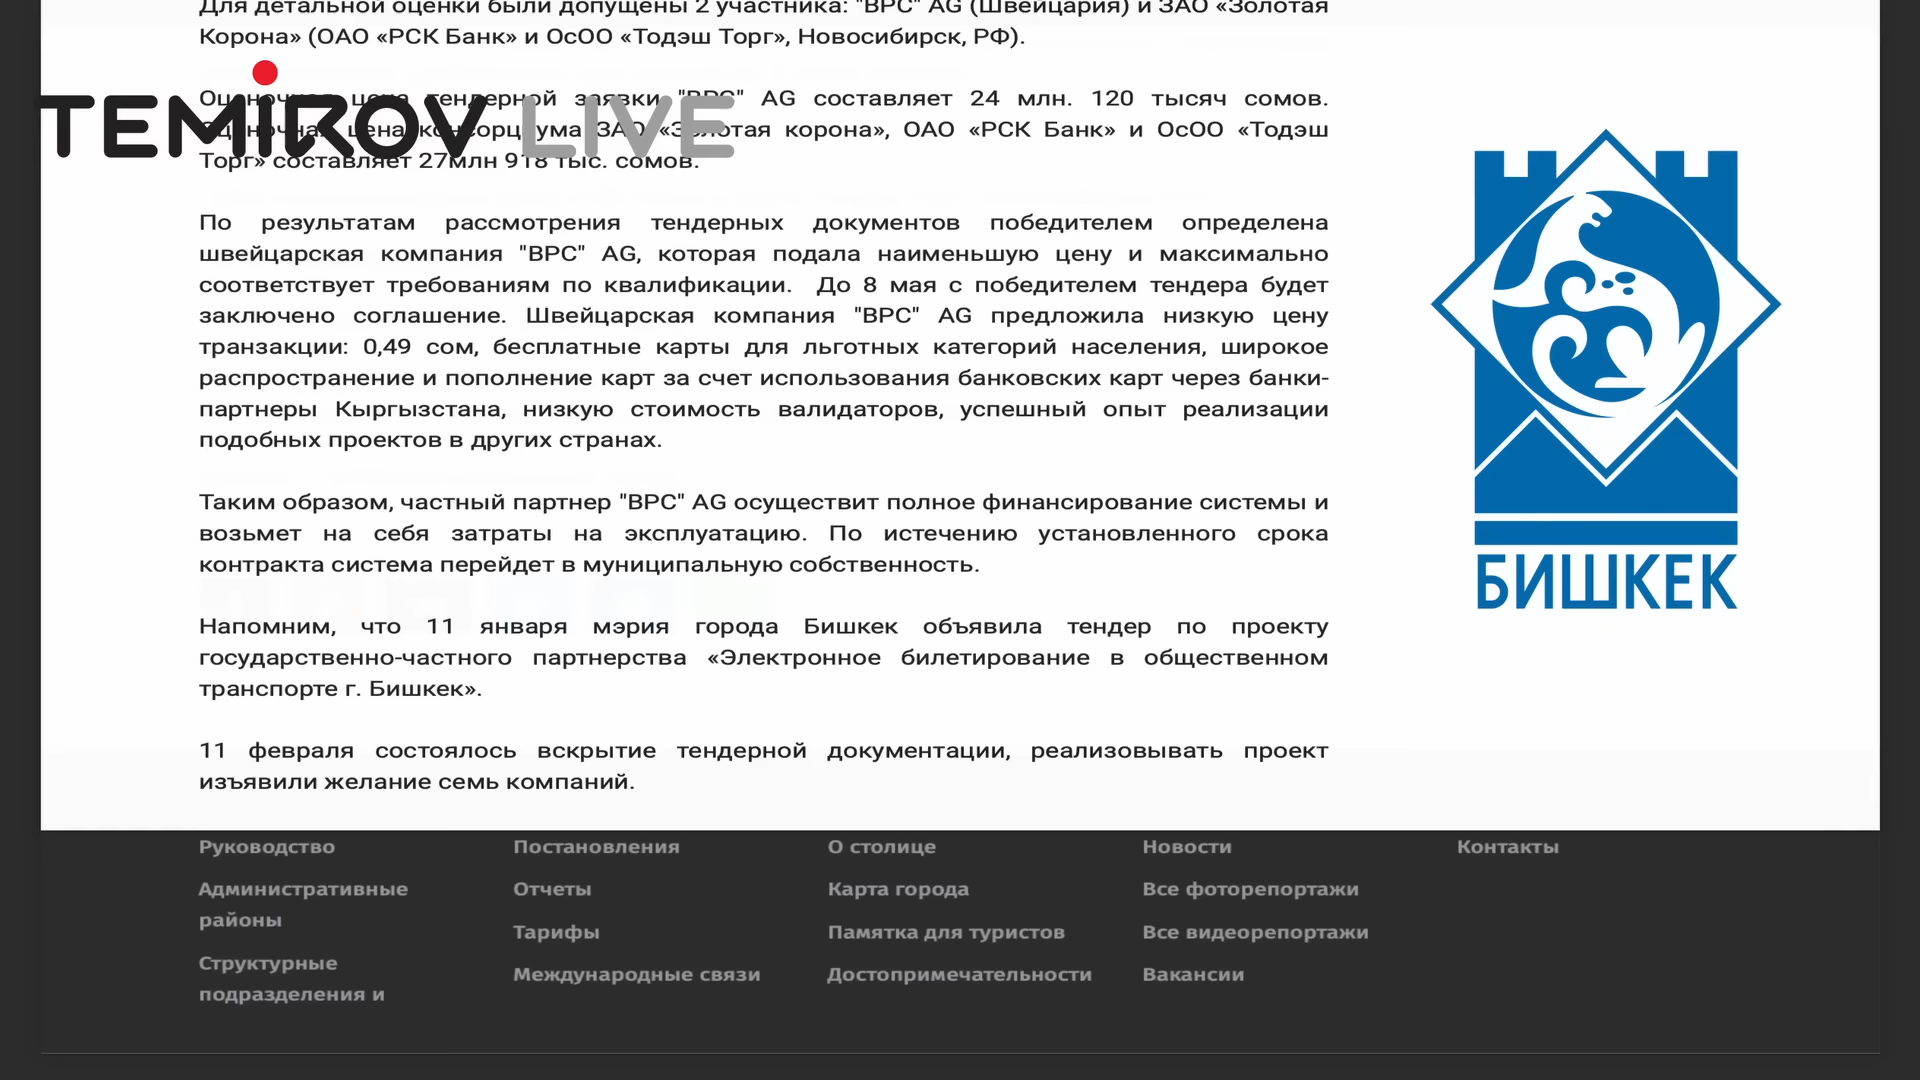 Для детальной оценки были допущены 2 участника: "BPC" AG (Швейцария) и ЗАО «Золотая
Корона» (ОАО «РСК Банк» и ОсОО «Тодэш Торг», Новосибирск, РФ).
TEMIROV LIVE
Оценочная цена тендерной заявки "BPC" AG составляет 24 млн. 120 тысяч сомов.
Оценочная цена консорциума ЗАО «Золотая корона», ОАО «РСК Банк» и ОсОО «Тодэш
Торг» составляет 27млн 918 тыс. сомов.
По результатам рассмотрения тендерных документов победителем определена
швейцарская компания "BPC" AG, которая подала наименьшую цену и максимально
соответствует требованиям по квалификации. До 8 мая с победителем тендера будет
заключено соглашение. Швейцарская компания "BPC" AG предложила низкую цену
транзакции: 0,49 сом, бесплатные карты для льготных категорий населения, широкое
распространение и пополнение карт за счет использования банковских карт через банки-
партнеры Кыргызстана, низкую стоимость валидаторов, успешный опыт реализации
подобных проектов в других странах.
Таким образом, частный партнер "BPC" AG осуществит полное финансирование системы и
возьмет на себя затраты на эксплуатацию. По истечению установленного срока
контракта система перейдет в муниципальную собственность.
Напомним, что 11 января мэрия города Бишкек объявила тендер по проекту
государственно-частного партнерства «Электронное билетирование в общественном
транспорте г. Бишкек».
11 февраля состоялось вскрытие тендерной документации, реализовывать проект
изъявили желание семь компаний.
БИШКЕК
Руководство
Административные
районы
Структурные
подразделения и
Постановления
Отчеты
Тарифы
Международные связи
О столице
Карта города
Памятка для туристов
Достопримечательности
Новости
Все фоторепортажи
Все видеорепортажи
Вакансии
Контакты